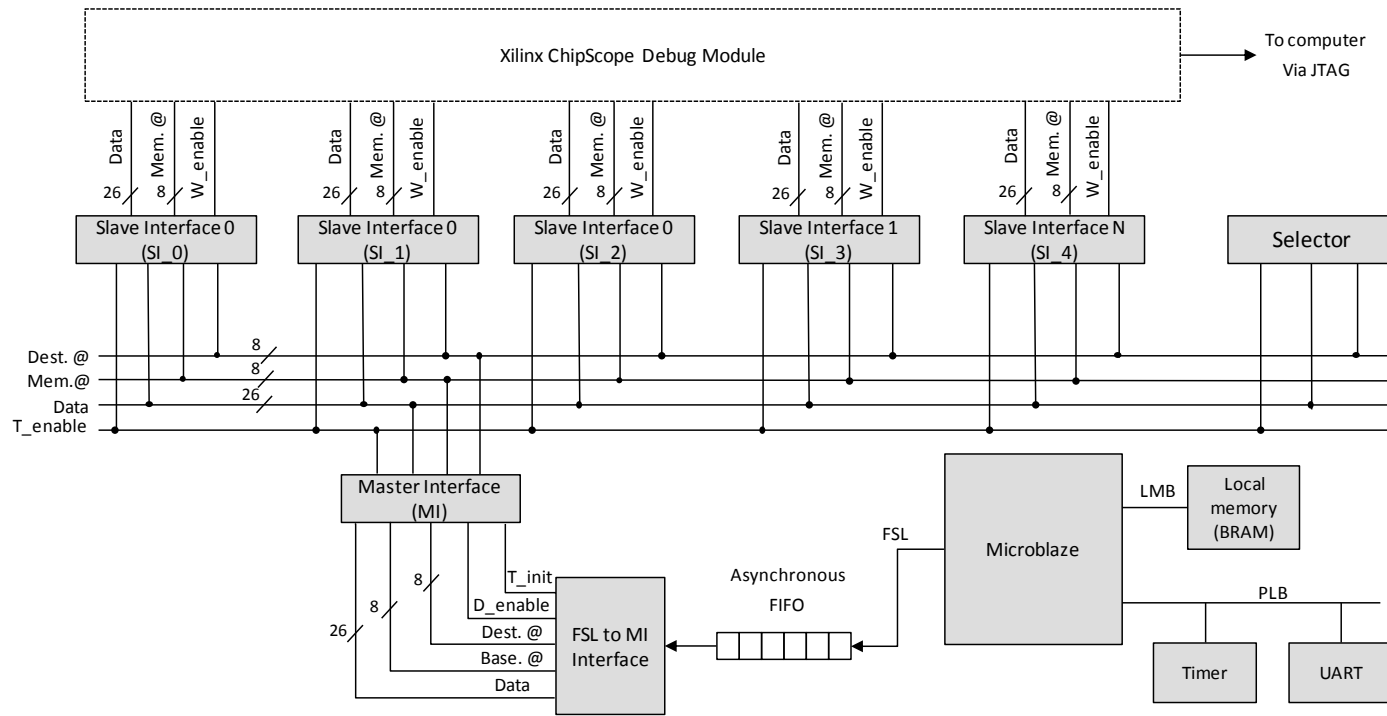 Xilinx ChipScope Debug Module
To computer
Via JTAG
Data
Mem. @
W_enable
26
8
Data
Mem. @
W_enable
26
8
Data
Mem. @
W_enable
26
8
Data
Mem. @
W_enable
26
8
Data
Mem. @
W_enable
26
8
Slave Interface 0
(SI_0)
Slave Interface 0
(SI_1)
Slave Interface 0
(SI_2)
Slave Interface 1
(SI_3)
Slave Interface N
(SI_4)
Selector
Dest. @
8
Mem.@
8
Data
26
T_enable
Master Interface
(MI)
8
8
26
T_init
D_enable
Dest. @
Base. @
Data
FSL to MI
Interface
Asynchronous
FIFO
FSL
Microblaze
LMB
Local
memory
(BRAM)
PLB
Timer
UART